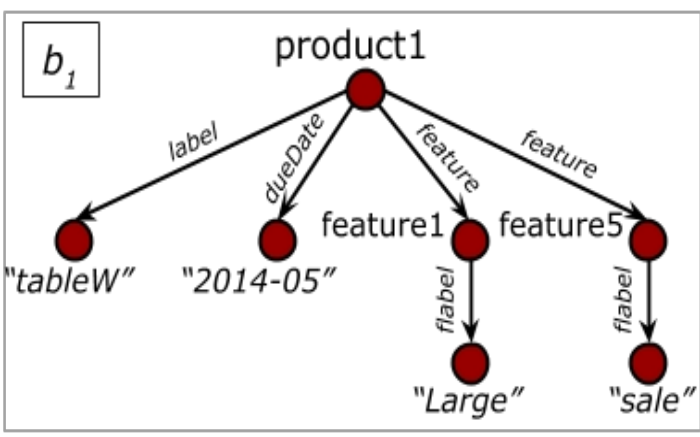 b1
product1
label
dueDate
feature
feature
feature1
feature5
“tableW”
“2014-05”
flabel
flabel
“Large”
“sale”